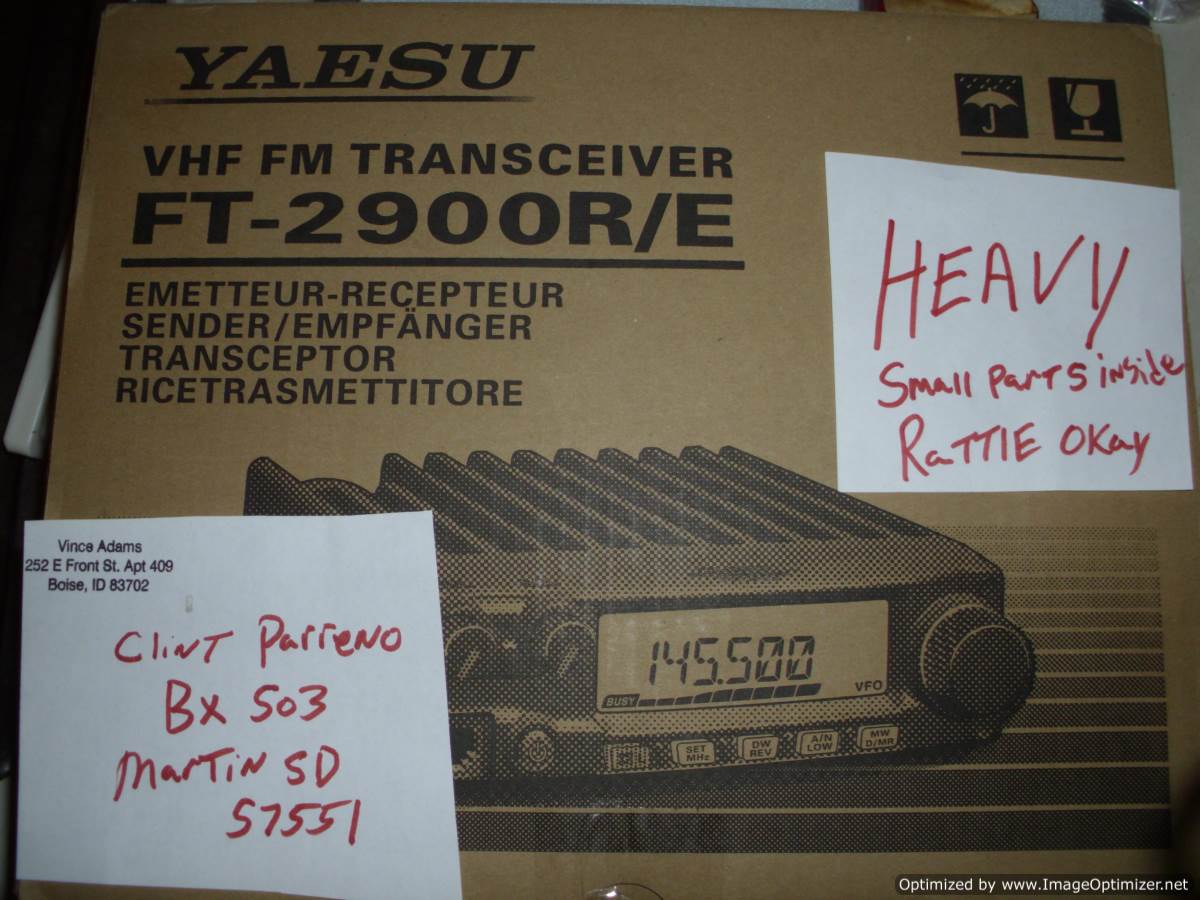 YAESU
VHF FM TRANSCEIVER
FT-2900R/E
EMETTEUR-RECEPTEUR
SENDER/EMPFÄNGER
TRANSCEPTOR
RICETRASMETTITORE
HEAVY
Small Parts inside
RaTTlE OKay
Vince Adams
252 E Front St. Apt 409
Boise, ID 83702
Clint Parreno
Bx 503
Martin SD
57551
145.500
BUSY
VFO
SET MHz
DW REV
A/N LOW
MW D/MR
Optimized by www.ImageOptimizer.net